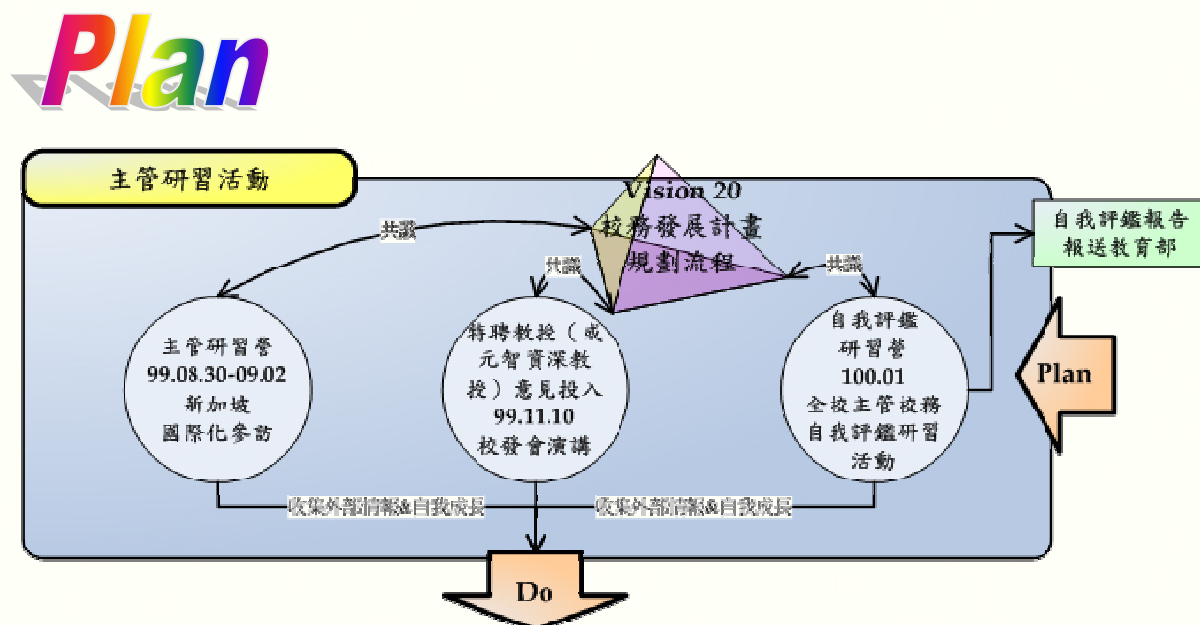 Plan
主管研習活動
Vision 20
校務發展計畫
規劃流程
自我評鑑報告
報送教育部
共識
共識
共識
主管研習營
99.08.30-09.02
新加坡
國際化參訪
特聘教授（或
元智資深教
授）意見投入
99.11.10
校發會演講
自我評鑑
研習營
100.01
全校主管校務
自我評鑑研習
活動
Plan
收集外部情報&自我成長
收集外部情報&自我成長
Do